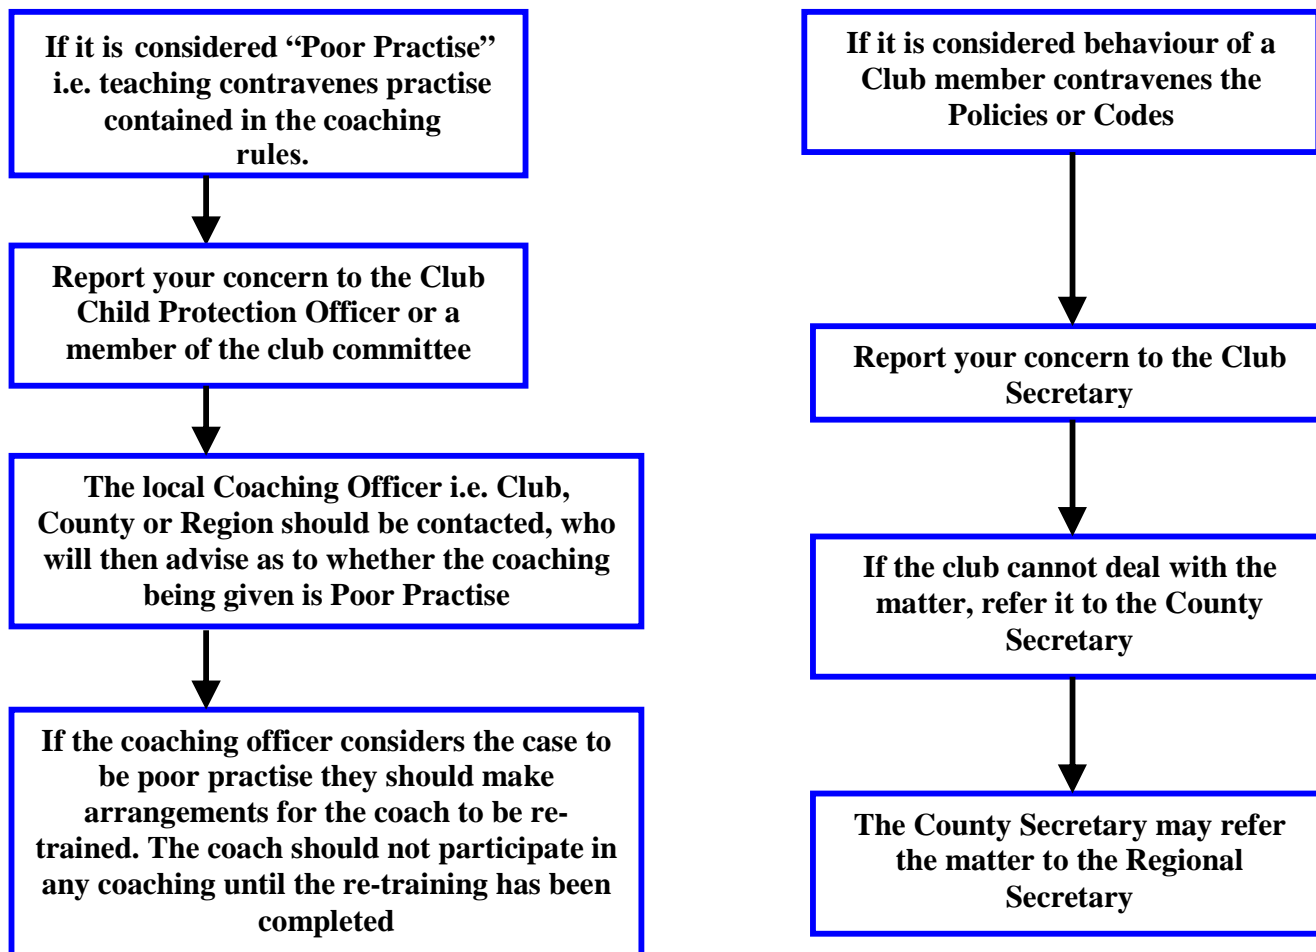 If it is considered “Poor Practise”
i.e. teaching contravenes practise
contained in the coaching
rules.
Report your concern to the Club
Child Protection Officer or a
member of the club committee
The local Coaching Officer i.e. Club,
County or Region should be contacted, who
will then advise as to whether the coaching
being given is Poor Practise
If the coaching officer considers the case to
be poor practise they should make
arrangements for the coach to be re-
trained. The coach should not participate in
any coaching until the re-training has been
completed
If it is considered behaviour of a
Club member contravenes the
Policies or Codes
Report your concern to the Club
Secretary
If the club cannot deal with the
matter, refer it to the County
Secretary
The County Secretary may refer
the matter to the Regional
Secretary